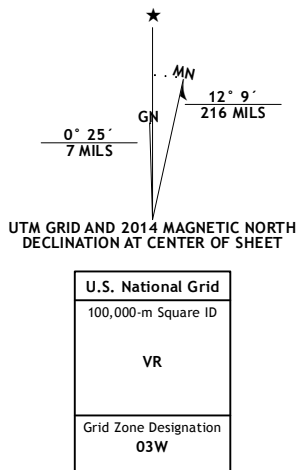 ★
MN
GN
12° 9´
216 MILS
0° 25´
7 MILS
UTM GRID AND 2014 MAGNETIC NORTH
DECLINATION AT CENTER OF SHEET
U.S. National Grid
100,000-m Square ID
VR
Grid Zone Designation
03W